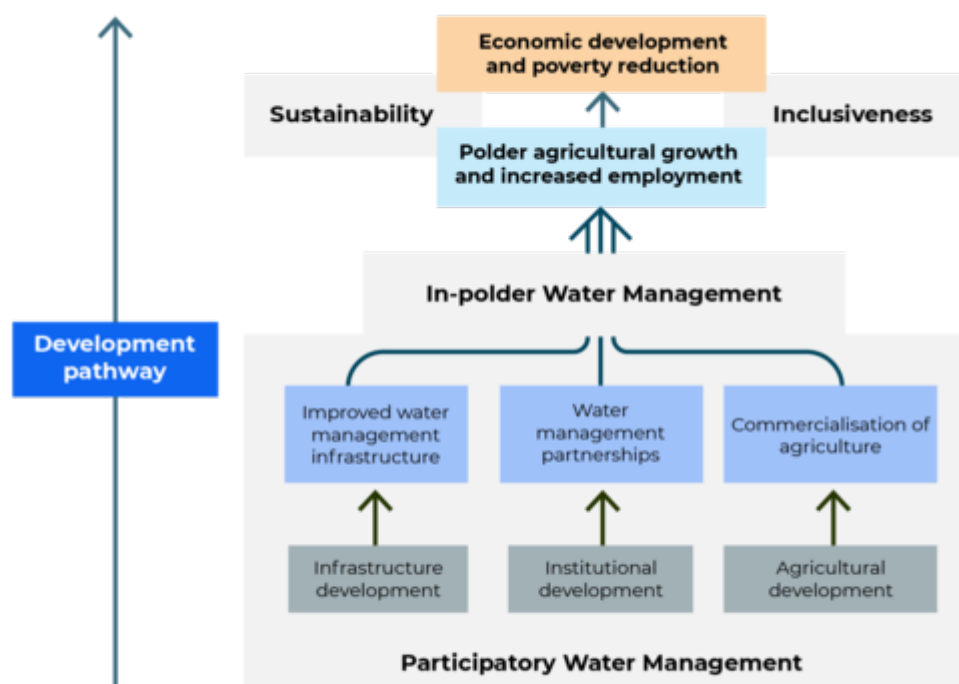 Economic development
and poverty reduction
Sustainability
Inclusiveness
Polder agricultural growth
and increased employment
In-polder Water Management
Development
pathway
Improved water
management
infrastructure
Water
management
partnerships
Commercialisation of
agriculture
Infrastructure
development
Institutional
development
Agricultural
development
Participatory Water Management